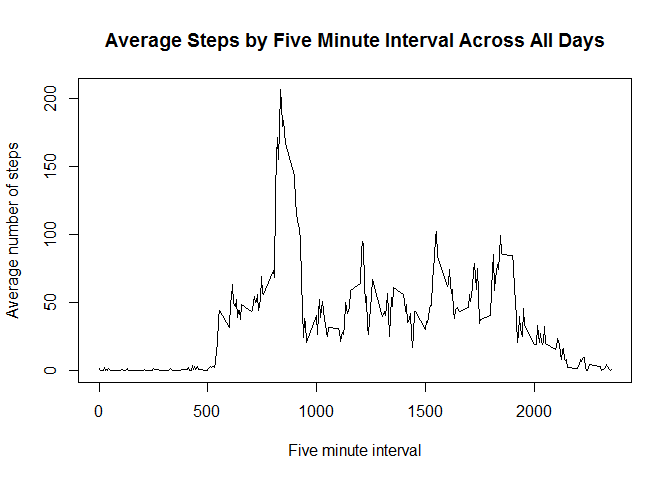 Average Steps by Five Minute Interval Across All Days
Average number of steps
200
150
100
50
0
0 500 1000 1500 2000
Five minute interval